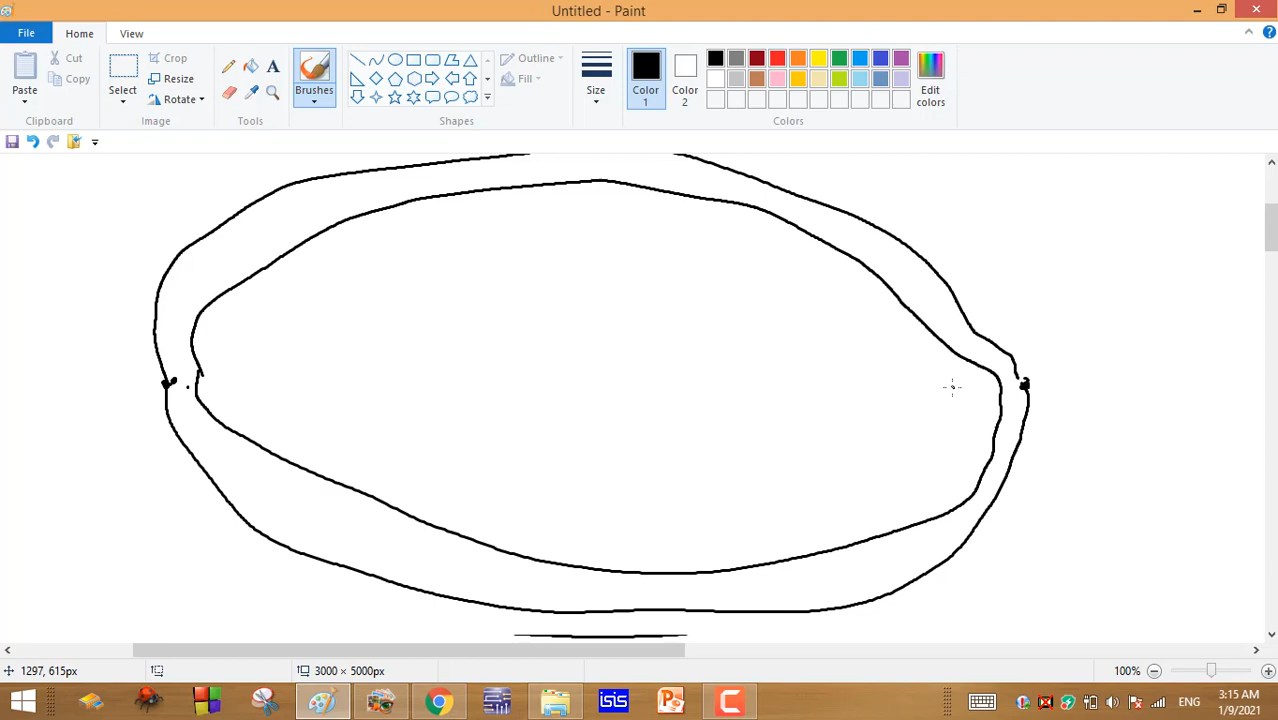 Untitled - Paint
File
Home
View
Paste
Cut
Copy
Clipboard
Select
Crop
Resize
Rotate
Image
Tools
Brushes
Outline
Fill
Shapes
Size
Color 1
Color 2
Edit colors
Colors
1297, 615px
3000 × 5000px
100%
isis
ENG
3:15 AM
1/9/2021